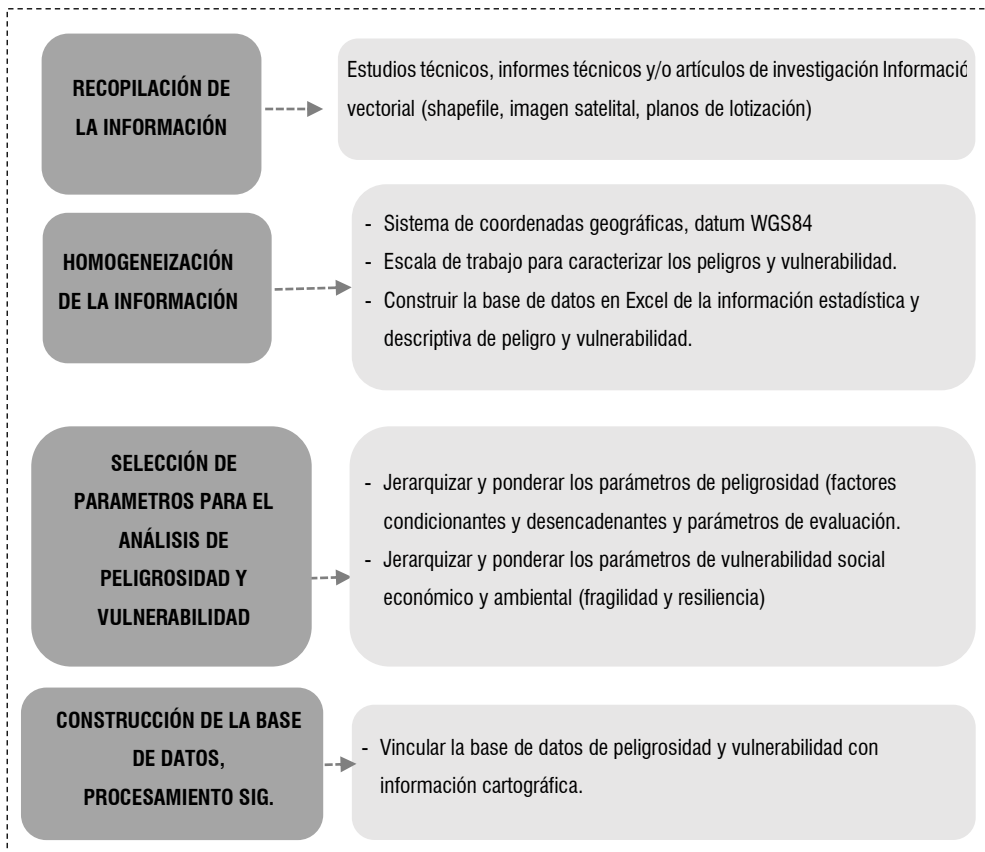 RECOPILACIÓN DE
LA INFORMACIÓN
Estudios técnicos, informes técnicos y/o artículos de investigación Informació
vectorial (shapefile, imagen satelital, planos de lotización)
HOMOGENEIZACIÓN
DE LA INFORMACIÓN
- Sistema de coordenadas geográficas, datum WGS84
- Escala de trabajo para caracterizar los peligros y vulnerabilidad.
- Construir la base de datos en Excel de la información estadística y
descriptiva de peligro y vulnerabilidad.
SELECCIÓN DE
PARAMETROS PARA EL
ANÁLISIS DE
PELIGROSIDAD Y
VULNERABILIDAD
- Jerarquizar y ponderar los parámetros de peligrosidad (factores
condicionantes y desencadenantes y parámetros de evaluación.
- Jerarquizar y ponderar los parámetros de vulnerabilidad social
económico y ambiental (fragilidad y resiliencia)
CONSTRUCCIÓN DE LA BASE
DE DATOS,
PROCESAMIENTO SIG.
- Vincular la base de datos de peligrosidad y vulnerabilidad con
información cartográfica.